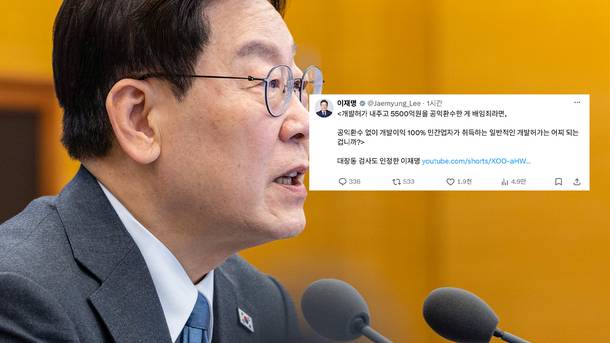 이재명 @Jaemyung_Lee · 1시간
<개발허가 내주고 5500억원을 공익환수한 게 배임죄라면,
공익환수 없이 개발이익 100% 민간업자가 취득하는 일반적인 개발허가는 어찌 되는
겁니까?>
대장동 검사도 인정한 이재명 youtube.com/shorts/XOO-aHW...
336 533 1.9천 4.9만